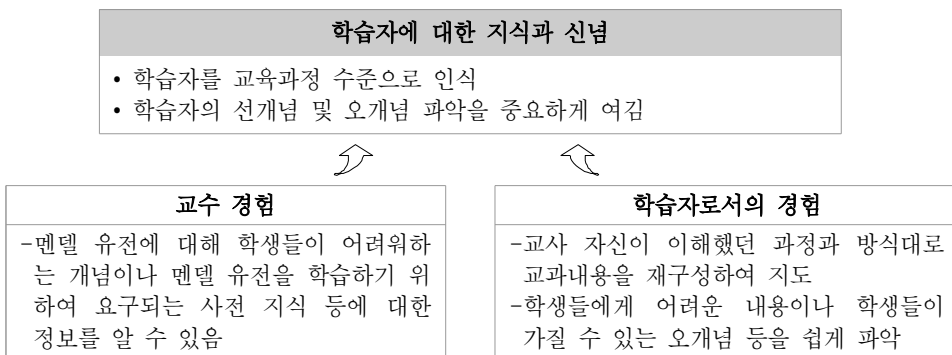 학습자에 대한 지식과 신념
• 학습자를 교육과정 수준으로 인식
• 학습자의 선개념 및 오개념 파악을 중요하게 여김
교수 경험
-멘델 유전에 대해 학생들이 어려워하
는 개념이나 멘델 유전을 학습하기 위
하여 요구되는 사전 지식 등에 대한
정보를 알 수 있음
학습자로서의 경험
-교사 자신이 이해했던 과정과 방식대로
교과내용을 재구성하여 지도
-학생들에게 어려운 내용이나 학생들이
가질 수 있는 오개념 등을 쉽게 파악